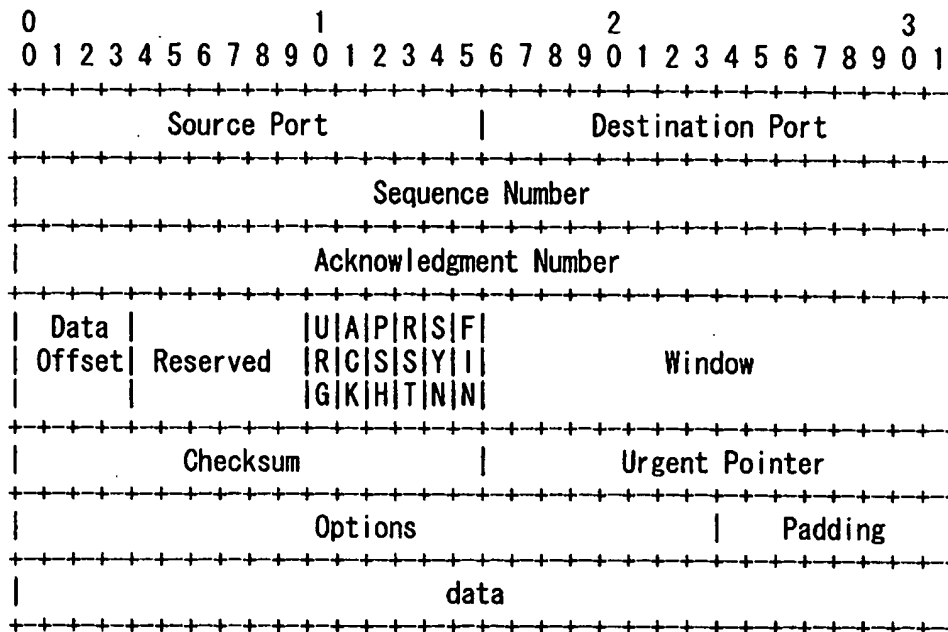 0 1 2 3
0 1 2 3 4 5 6 7 8 9 0 1 2 3 4 5 6 7 8 9 0 1 2 3 4 5 6 7 8 9 0 1
+-+-+-+-+-+-+-+-+-+-+-+-+-+-+-+-+-+-+-+-+-+-+-+-+-+-+-+-+-+-+-+-
| Source Port | Destination Port
+-+-+-+-+-+-+-+-+-+-+-+-+-+-+-+-+-+-+-+-+-+-+-+-+-+-+-+-+-+-+-+-
| Sequence Number
+-+-+-+-+-+-+-+-+-+-+-+-+-+-+-+-+-+-+-+-+-+-+-+-+-+-+-+-+-+-+-+-
| Acknowledgment Number
+-+-+-+-+-+-+-+-+-+-+-+-+-+-+-+-+-+-+-+-+-+-+-+-+-+-+-+-+-+-+-+-
| Data | |U|A|P|R|S|F|
| Offset| Reserved |R|C|S|S|Y|I| Window
| | |G|K|H|T|N|N|
+-+-+-+-+-+-+-+-+-+-+-+-+-+-+-+-+-+-+-+-+-+-+-+-+-+-+-+-+-+-+-+-
| Checksum | Urgent Pointer
+-+-+-+-+-+-+-+-+-+-+-+-+-+-+-+-+-+-+-+-+-+-+-+-+-+-+-+-+-+-+-+-
| Options | Padding
+-+-+-+-+-+-+-+-+-+-+-+-+-+-+-+-+-+-+-+-+-+-+-+-+-+-+-+-+-+-+-+-
| data
+-+-+-+-+-+-+-+-+-+-+-+-+-+-+-+-+-+-+-+-+-+-+-+-+-+-+-+-+-+-+-+-